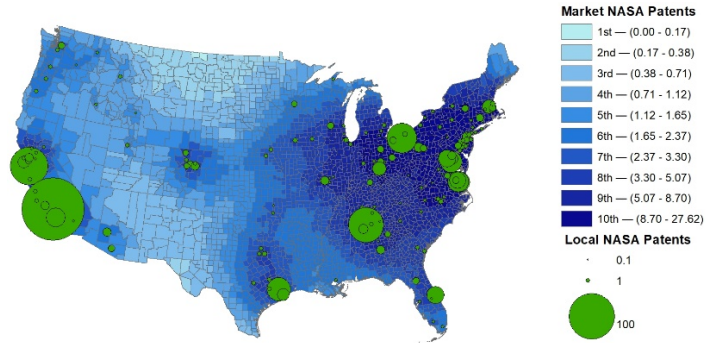 Market NASA Patents
1st — (0.00 - 0.17)
2nd — (0.17 - 0.38)
3rd — (0.38 - 0.71)
4th — (0.71 - 1.12)
5th — (1.12 - 1.65)
6th — (1.65 - 2.37)
7th — (2.37 - 3.30)
8th — (3.30 - 5.07)
9th — (5.07 - 8.70)
10th — (8.70 - 27.62)
Local NASA Patents
0.1
1
100